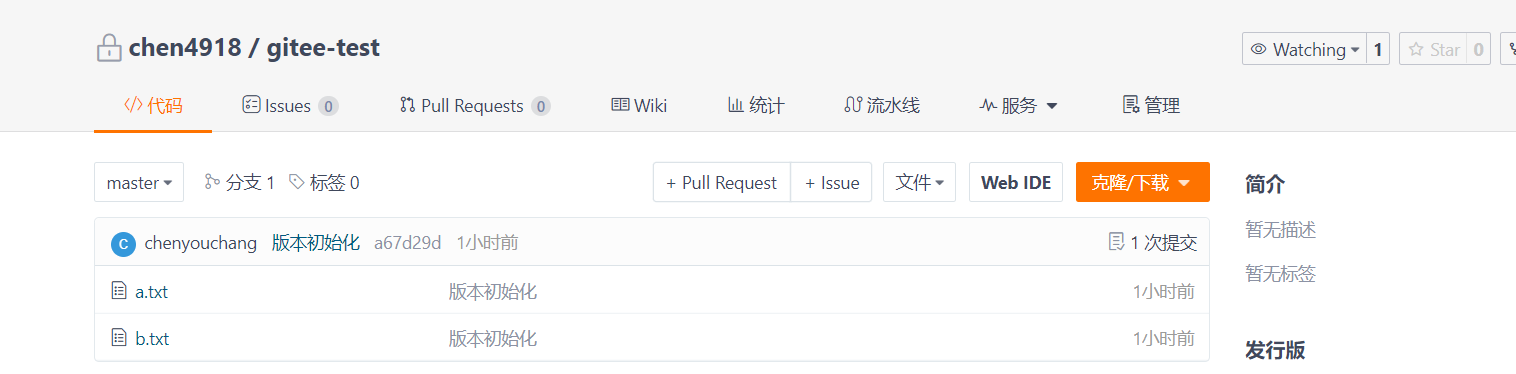 chen4918 / gitee-test
Watching 1 Star 0
代码 Issues 0 Pull Requests 0 Wiki 统计 流水线 服务 管理
master 分支 1 标签 0 + Pull Request + Issue 文件 Web IDE 克隆/下载
简介
C chenyouchang 版本初始化 a67d29d 1小时前 1 次提交
暂无描述
a.txt 版本初始化 1小时前
暂无标签
b.txt 版本初始化 1小时前
发行版